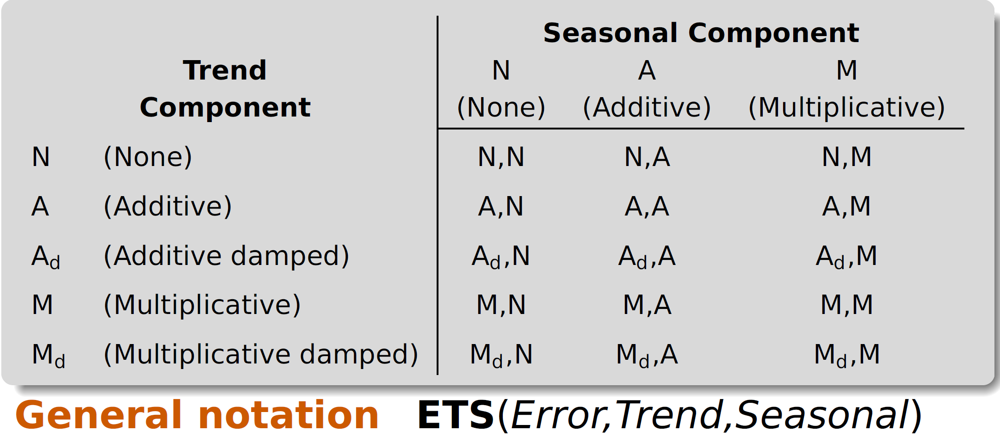 Seasonal Component
Trend N A M
Component (None) (Additive) (Multiplicative)
N (None) N,N N,A N,M
A (Additive) A,N A,A A,M
A_d (Additive damped) A_d,N A_d,A A_d,M
M (Multiplicative) M,N M,A M,M
M_d (Multiplicative damped) M_d,N M_d,A M_d,M
General notation ETS(Error,Trend,Seasonal)